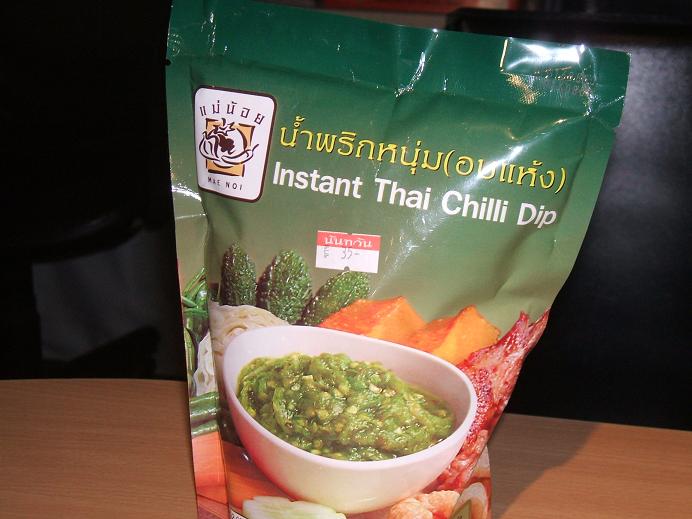 แม่น้อย
MAE NOI
น้ำพริกหนุ่ม(อบแห้ง)
Instant Thai Chilli Dip
นันทวัน
35-